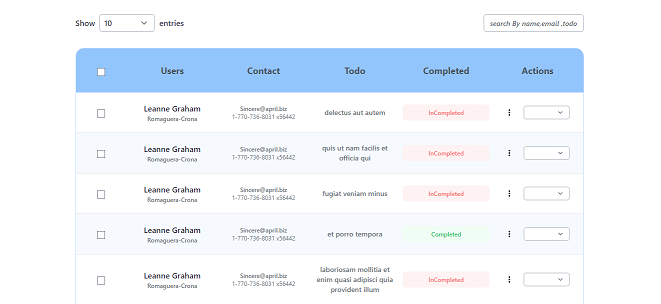 Show 10 entries search By name,email ,todo
Users Contact Todo Completed Actions
Leanne Graham Sincere@april.biz delectus aut autem InCompleted
Romaguera-Crona 1-770-736-8031 x56442
Leanne Graham Sincere@april.biz quis ut nam facilis et InCompleted
Romaguera-Crona 1-770-736-8031 x56442 officia qui
Leanne Graham Sincere@april.biz fugiat veniam minus InCompleted
Romaguera-Crona 1-770-736-8031 x56442
Leanne Graham Sincere@april.biz et porro tempora Completed
Romaguera-Crona 1-770-736-8031 x56442
laboriosam mollitia et
Leanne Graham Sincere@april.biz enim quasi adipisci quia InCompleted
Romaguera-Crona 1-770-736-8031 x56442 provident illum